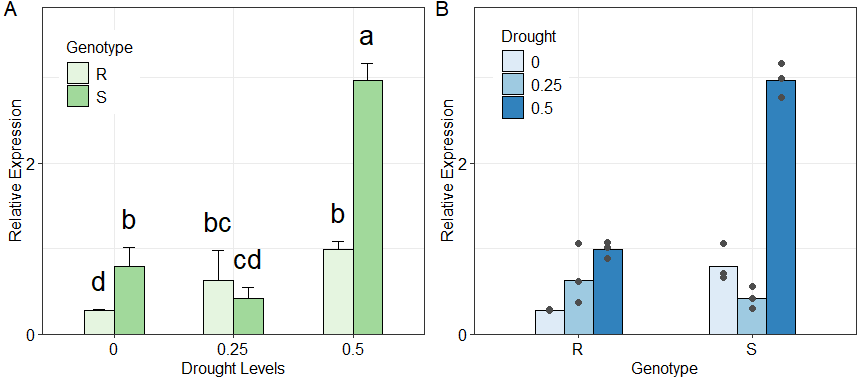 A
Genotype
R
S
Relative Expression
2
0
d
b
bc
cd
b
a
0
0.25
0.5
Drought Levels
B
Drought
0
0.25
0.5
Relative Expression
2
0
R
S
Genotype